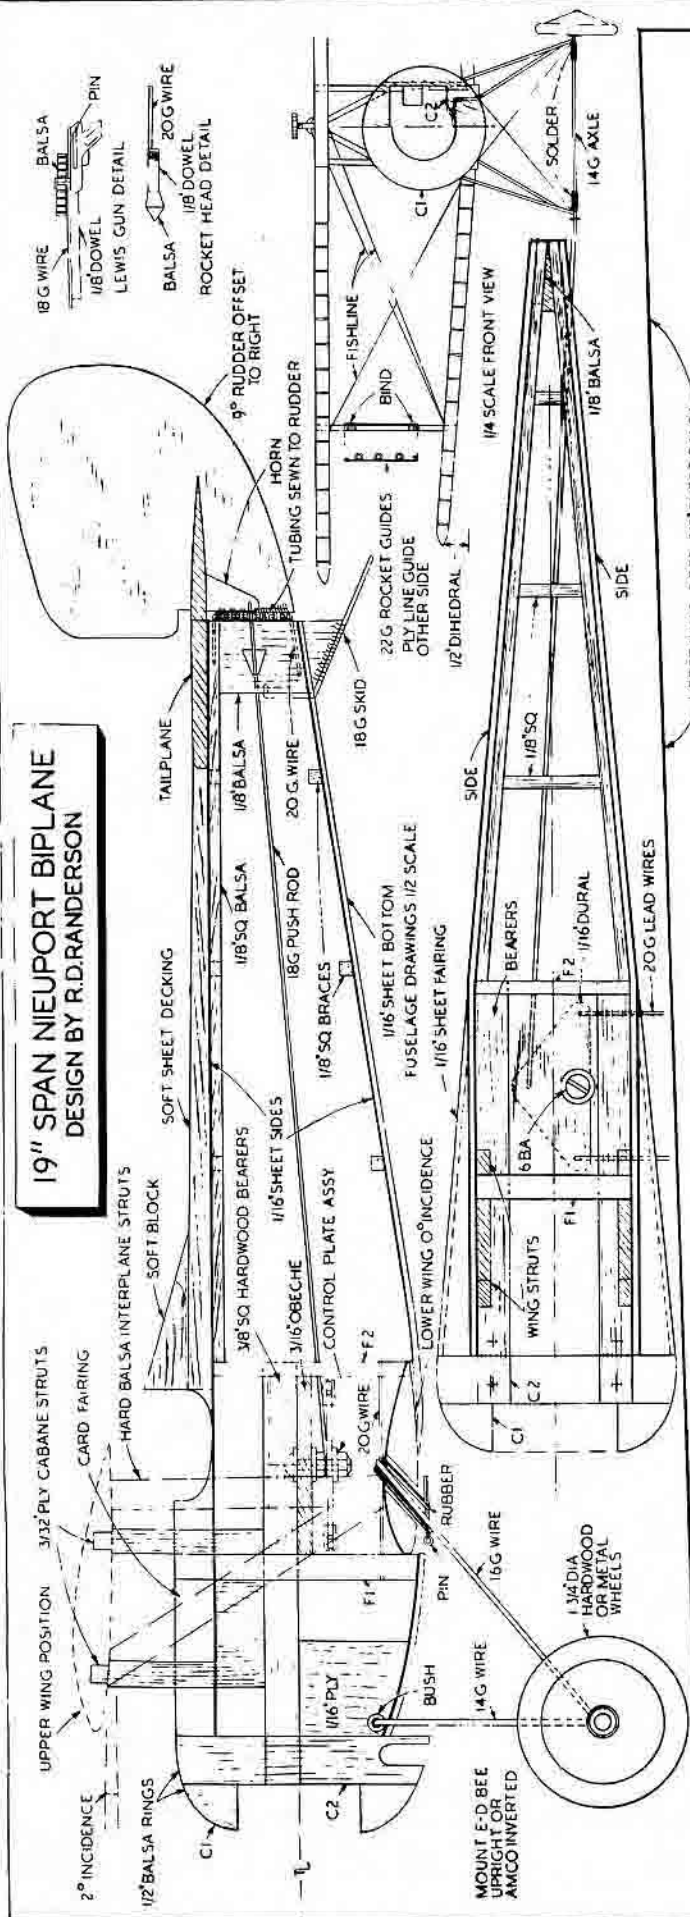 19" SPAN NIEUPORT BIPLANE
DESIGN BY R.D.RANDERSON
18 G WIRE
BALSA
PIN
1/8" DOWEL
LEWIS GUN DETAIL
BALSA
20G WIRE
1/8" DOWEL
ROCKET HEAD DETAIL
9° RUDDER OFFSET
TO RIGHT
HORN
TUBING SEWN TO RUDDER
TAILPLANE
1/8" BALSA
20 G.WIRE
18G SKID
SOFT SHEET DECKING
1/8"SQ BALSA
18G PUSH ROD
1/8"SQ BRACES
1/16" SHEET BOTTOM
FUSELAGE DRAWINGS 1/2 SCALE
1/16" SHEET FAIRING
UPPER WING POSITION
3/32" PLY CABANE STRUTS
CARD FAIRING
HARD BALSA INTERPLANE STRUTS
SOFT BLOCK
1/16" SHEET SIDES
3/8" SQ HARDWOOD BEARERS
3/16" OBECHE
CONTROL PLATE ASSY
F2
20G WIRE
LOWER WING 0° INCIDENCE
2° INCIDENCE
1/2" BALSA RINGS
C1
C2
1/16" PLY
F1
BUSH
PIN
RUBBER
14G WIRE
16G WIRE
1 3/4" DIA
HARDWOOD
OR METAL
WHEELS
MOUNT E-D BEE
UPRIGHT OR
AMCO INVERTED
FISHLINE
BIND
22G ROCKET GUIDES
PLY LINE GUIDE
OTHER SIDE
1/2" DIHEDRAL
1/4 SCALE FRONT VIEW
C1
C2
SOLDER
14G AXLE
1/8" BALSA
SIDE
SIDE
1/8" SQ
BEARERS
F2
1/16" DURAL
20G LEAD WIRES
6 BA
F1
WING STRUTS
C2
C1